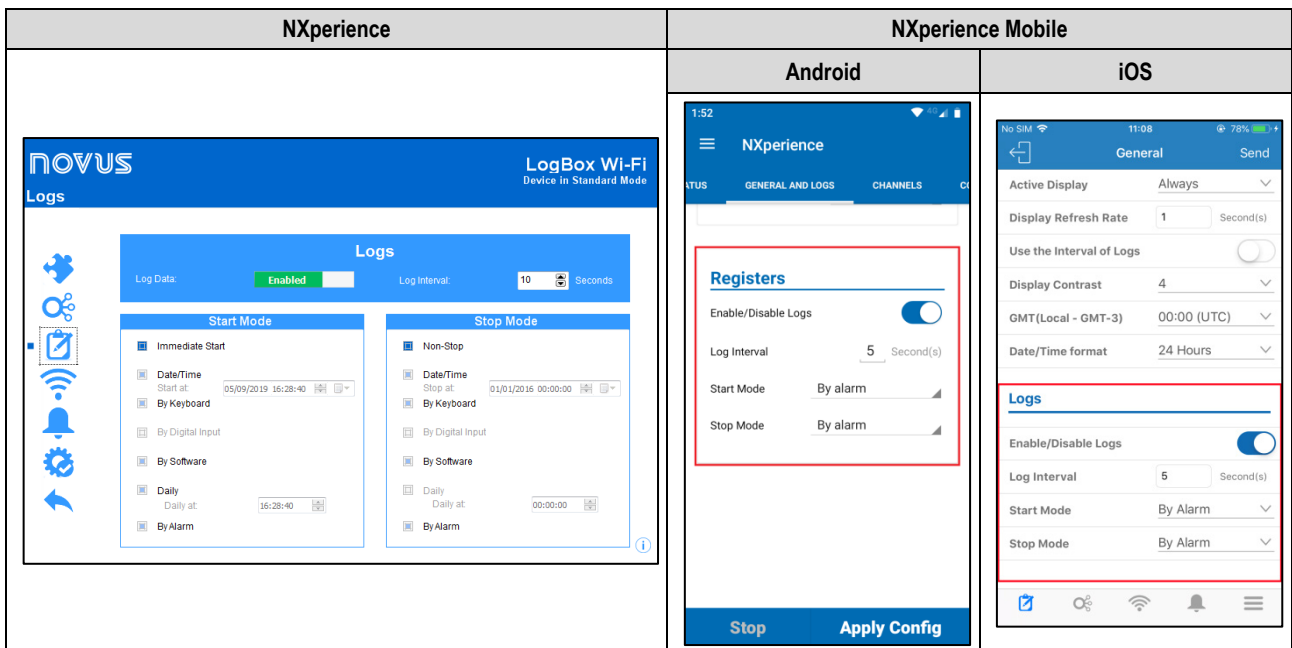 NXperience
NXperience Mobile
Android
iOS
NOVUS
LogBox Wi-Fi
Device in Standard Mode
Logs
Logs
Log Data:
Enabled
Log Interval:
10
Seconds
Start Mode
Immediate Start
Date/Time
Start at:
05/09/2019 16:28:40
By Keyboard
By Digital Input
By Software
Daily
Daily at:
16:28:40
By Alarm
Stop Mode
Non-Stop
Date/Time
Stop at:
01/01/2016 00:00:00
By Keyboard
By Digital Input
By Software
Daily
Daily at:
00:00:00
By Alarm
i
1:52
4G
NXperience
ATUS GENERAL AND LOGS CHANNELS CO
Registers
Enable/Disable Logs
Log Interval 5 Second(s)
Start Mode By alarm
Stop Mode By alarm
Stop Apply Config
No SIM 11:08 78%
General Send
Active Display Always
Display Refresh Rate 1 Second(s)
Use the Interval of Logs
Display Contrast 4
GMT(Local - GMT-3) 00:00 (UTC)
Date/Time format 24 Hours
Logs
Enable/Disable Logs
Log Interval 5 Second(s)
Start Mode By Alarm
Stop Mode By Alarm